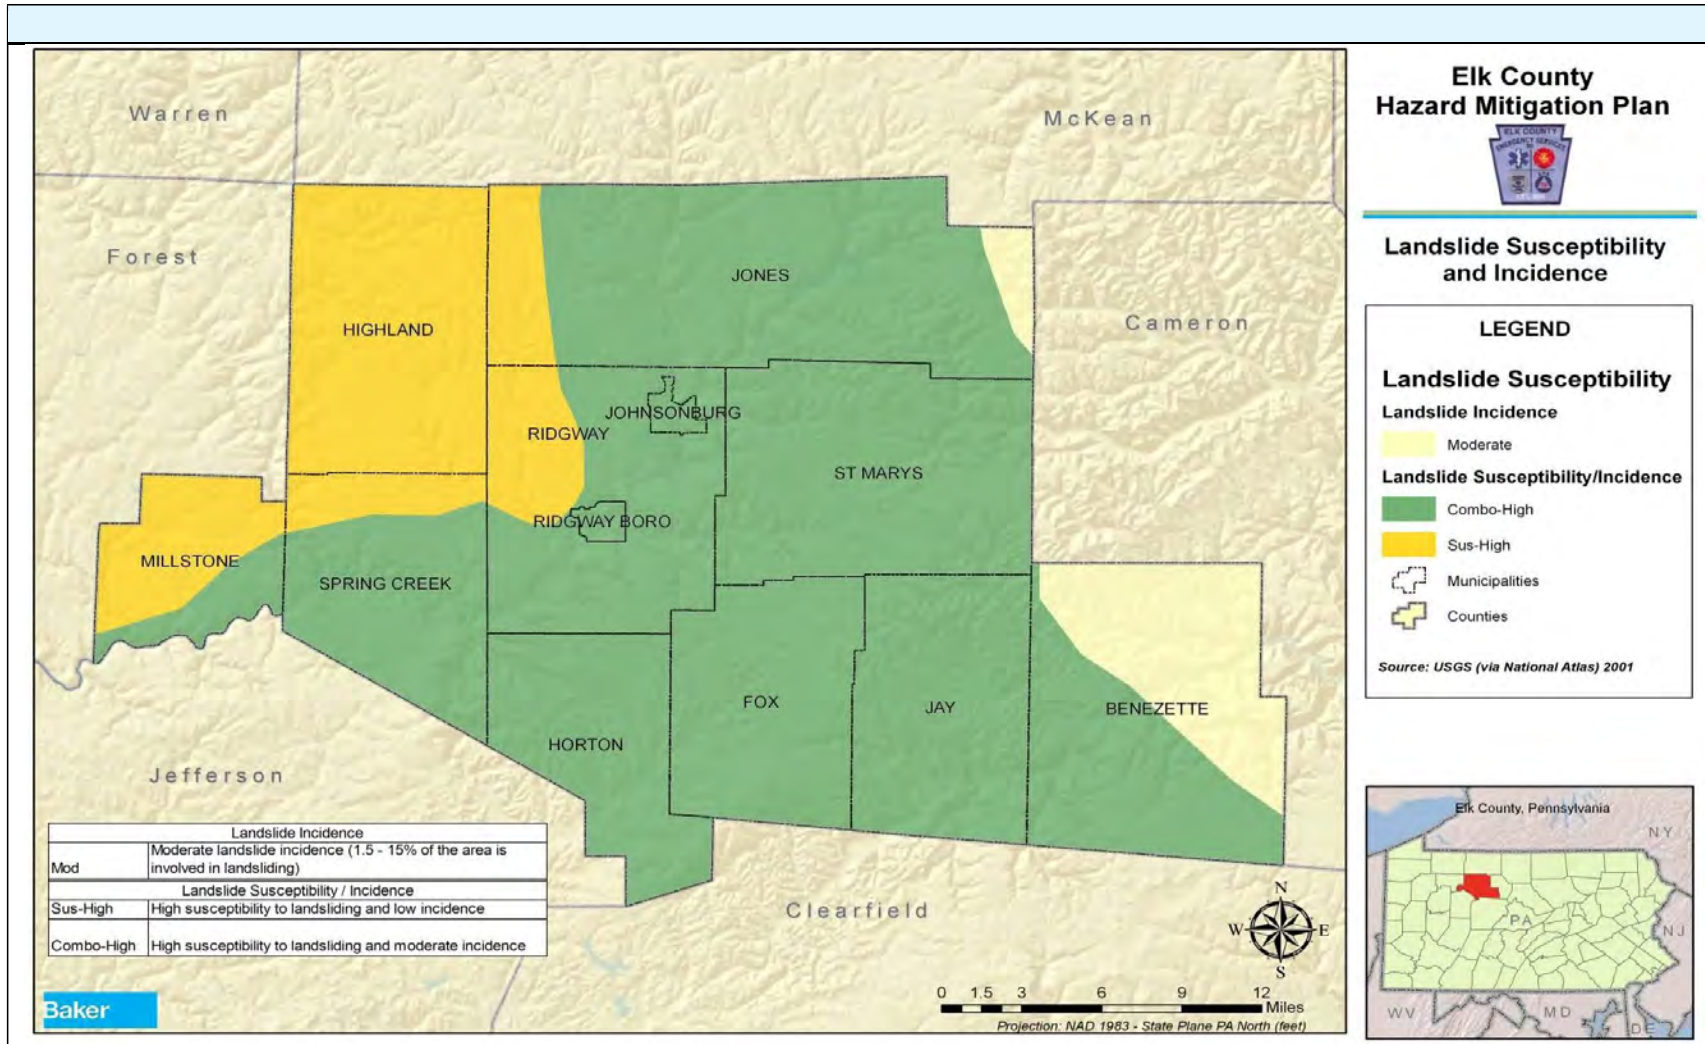 Elk County
Hazard Mitigation Plan
ELK COUNTY
EMERGENCY SERVICES
Landslide Susceptibility
and Incidence
LEGEND
Landslide Susceptibility
Landslide Incidence
Moderate
Landslide Susceptibility/Incidence
Combo-High
Sus-High
Municipalities
Counties
Source: USGS (via National Atlas) 2001
Warren
McKean
Forest
JONES
HIGHLAND
Cameron
JOHNSONBURG
RIDGWAY
ST MARYS
RIDGWAY BORO
MILLSTONE
SPRING CREEK
FOX
JAY
BENEZETTE
HORTON
Jefferson
Clearfield
Landslide Incidence
Mod Moderate landslide incidence (1.5 - 15% of the area is
involved in landsliding)
Landslide Susceptibility / Incidence
Sus-High High susceptibility to landsliding and low incidence
Combo-High High susceptibility to landsliding and moderate incidence
Baker
N
W E
S
0 1.5 3 6 9 12
Miles
Projection: NAD 1983 - State Plane PA North (feet)
Elk County, Pennsylvania
NY
PA
NJ
WV
MD
DE